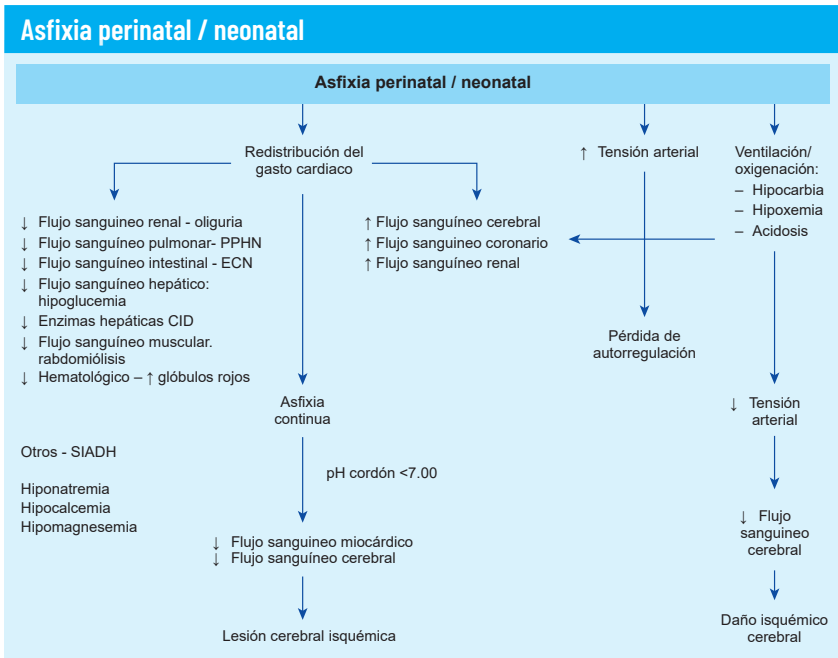 Asfixia perinatal / neonatal
Asfixia perinatal / neonatal
Redistribución del
gasto cardiaco
↓ Flujo sanguineo renal - oliguria
↓ Flujo sanguíneo pulmonar- PPHN
↓ Flujo sanguíneo intestinal - ECN
↓ Flujo sanguíneo hepático:
hipoglucemia
↓ Enzimas hepáticas CID
↓ Flujo sanguíneo muscular.
rabdomiólisis
↓ Hematológico – ↑ glóbulos rojos
Otros - SIADH
Hiponatremia
Hipocalcemia
Hipomagnesemia
↑ Flujo sanguíneo cerebral
↑ Flujo sanguineo coronario
↑ Flujo sanguíneo renal
Asfixia
continua
pH cordón <7.00
↓ Flujo sanguineo miocárdico
↓ Flujo sanguíneo cerebral
Lesión cerebral isquémica
↑ Tensión arterial
Pérdida de
autorregulación
Ventilación/
oxigenación:
– Hipocarbia
– Hipoxemia
– Acidosis
↓ Tensión
arterial
↓ Flujo
sanguineo
cerebral
Daño isquémico
cerebral